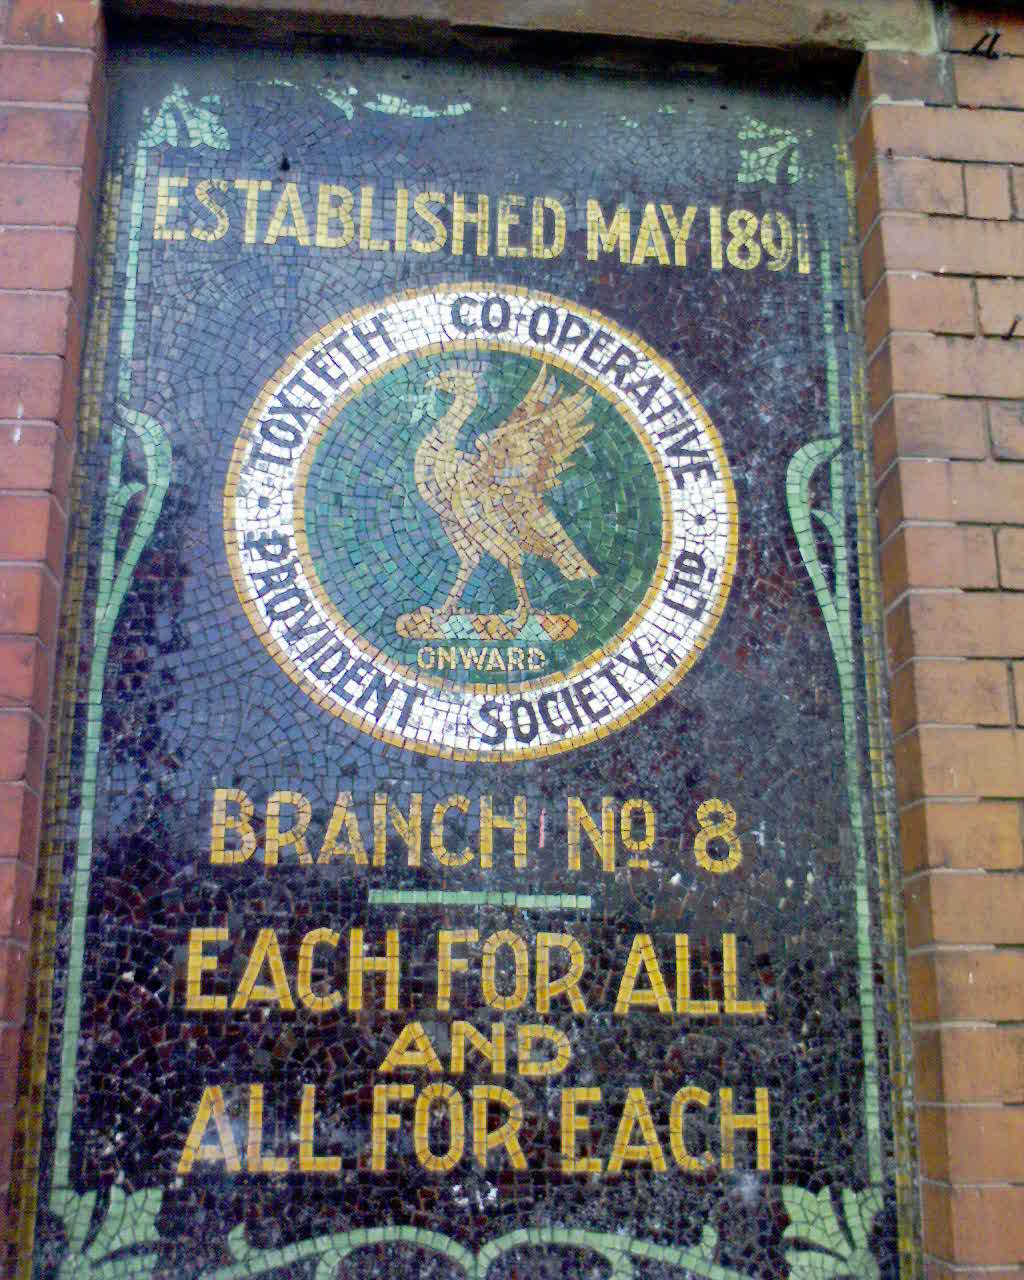 ESTABLISHED MAY 1891
TOXTETH CO-OPERATIVE
PROVIDENT SOCIETY, LTD
ONWARD
BRANCH Nº 8
EACH FOR ALL
AND
ALL FOR EACH